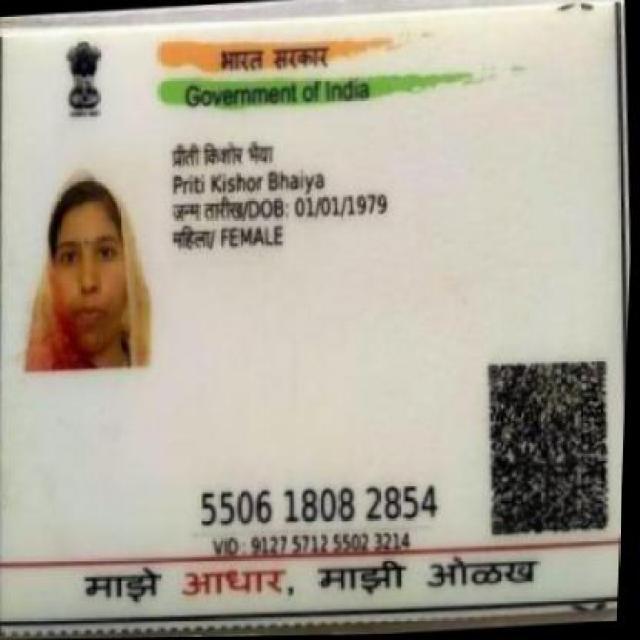 भारत सरकार
Government of India
प्रीती किशोर भैया
Priti Kishor Bhaiya
जन्म तारीख/DOB: 01/01/1979
महिला/ FEMALE
5506 1808 2854
VID : 9127 5712 5502 3214
माझे आधार, माझी ओळख